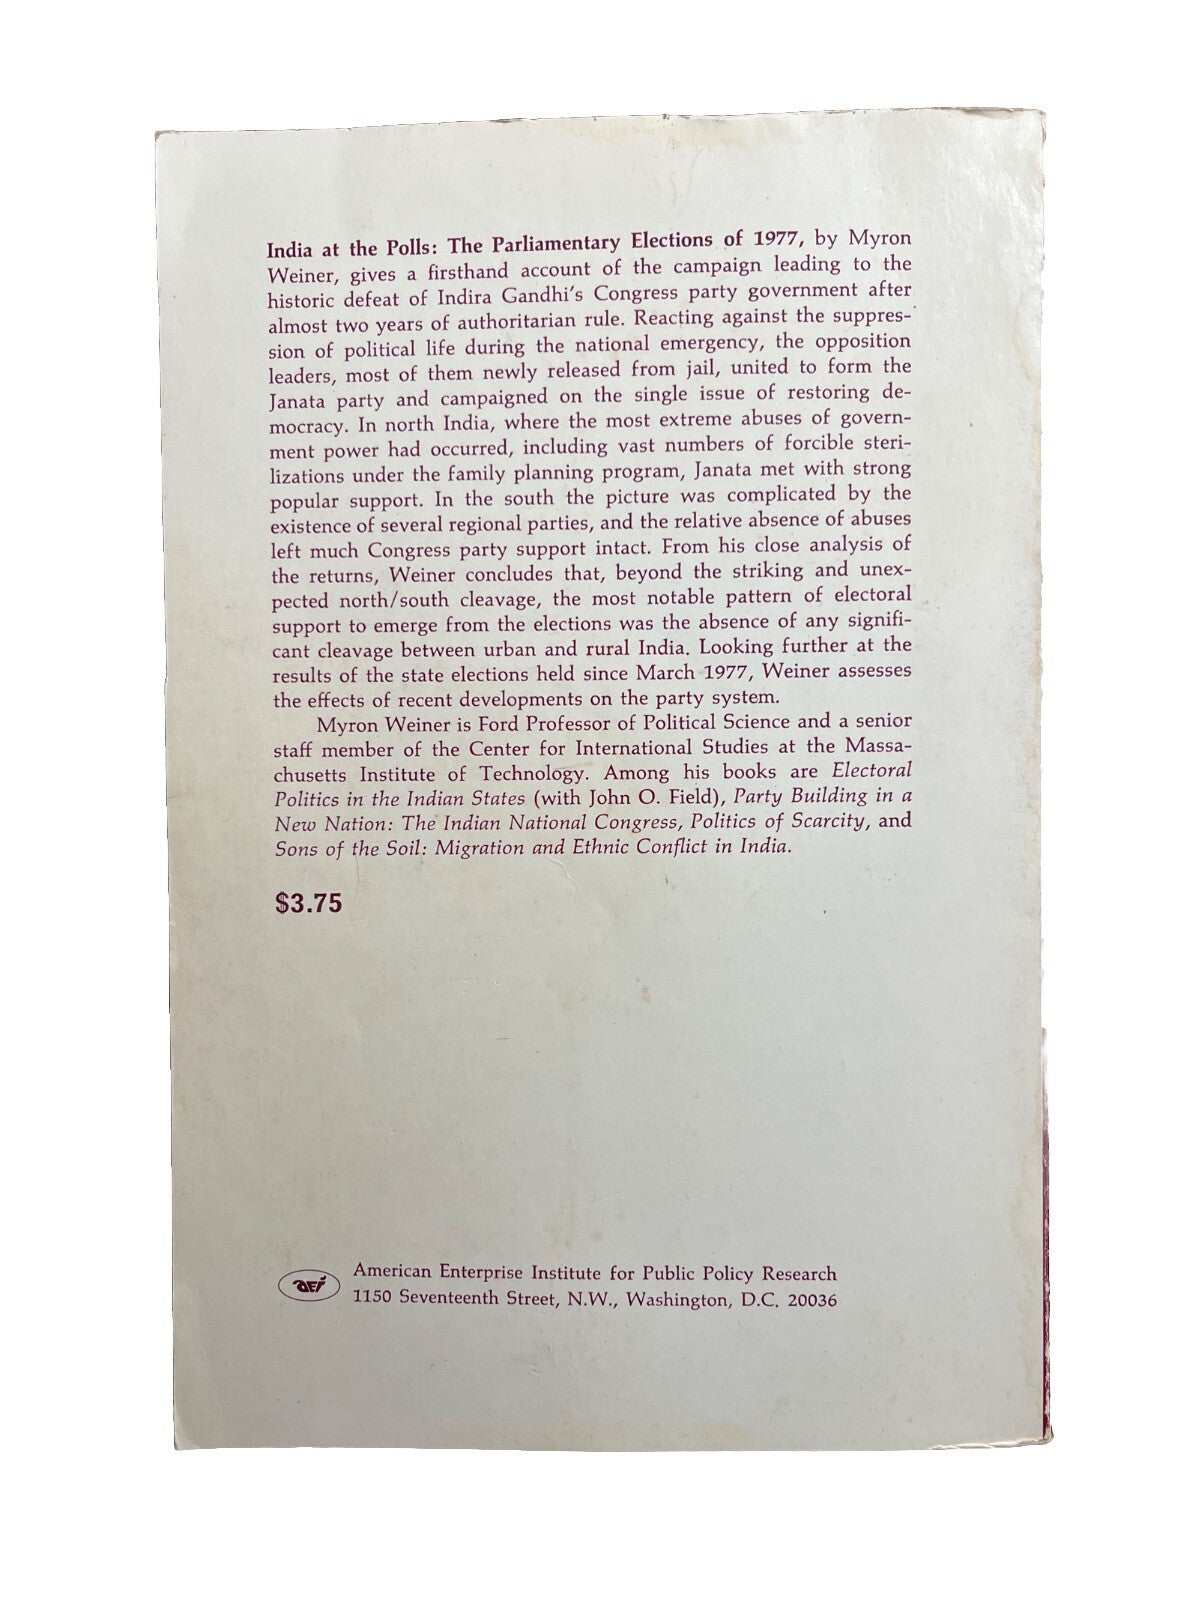 India at the Polls: The Parliamentary Elections of 1977, by Myron
Weiner, gives a firsthand account of the campaign leading to the
historic defeat of Indira Gandhi's Congress party government after
almost two years of authoritarian rule. Reacting against the suppres-
sion of political life during the national emergency, the opposition
leaders, most of them newly released from jail, united to form the
Janata party and campaigned on the single issue of restoring de-
mocracy. In north India, where the most extreme abuses of govern-
ment power had occurred, including vast numbers of forcible steri-
lizations under the family planning program, Janata met with strong
popular support. In the south the picture was complicated by the
existence of several regional parties, and the relative absence of abuses
left much Congress party support intact. From his close analysis of
the returns, Weiner concludes that, beyond the striking and unex-
pected north/south cleavage, the most notable pattern of electoral
support to emerge from the elections was the absence of any signifi-
cant cleavage between urban and rural India. Looking further at the
results of the state elections held since March 1977, Weiner assesses
the effects of recent developments on the party system.
Myron Weiner is Ford Professor of Political Science and a senior
staff member of the Center for International Studies at the Massa-
chusetts Institute of Technology. Among his books are Electoral
Politics in the Indian States (with John O. Field), Party Building in a
New Nation: The Indian National Congress, Politics of Scarcity, and
Sons of the Soil: Migration and Ethnic Conflict in India.
$3.75
aei
American Enterprise Institute for Public Policy Research
1150 Seventeenth Street, N.W., Washington, D.C. 20036